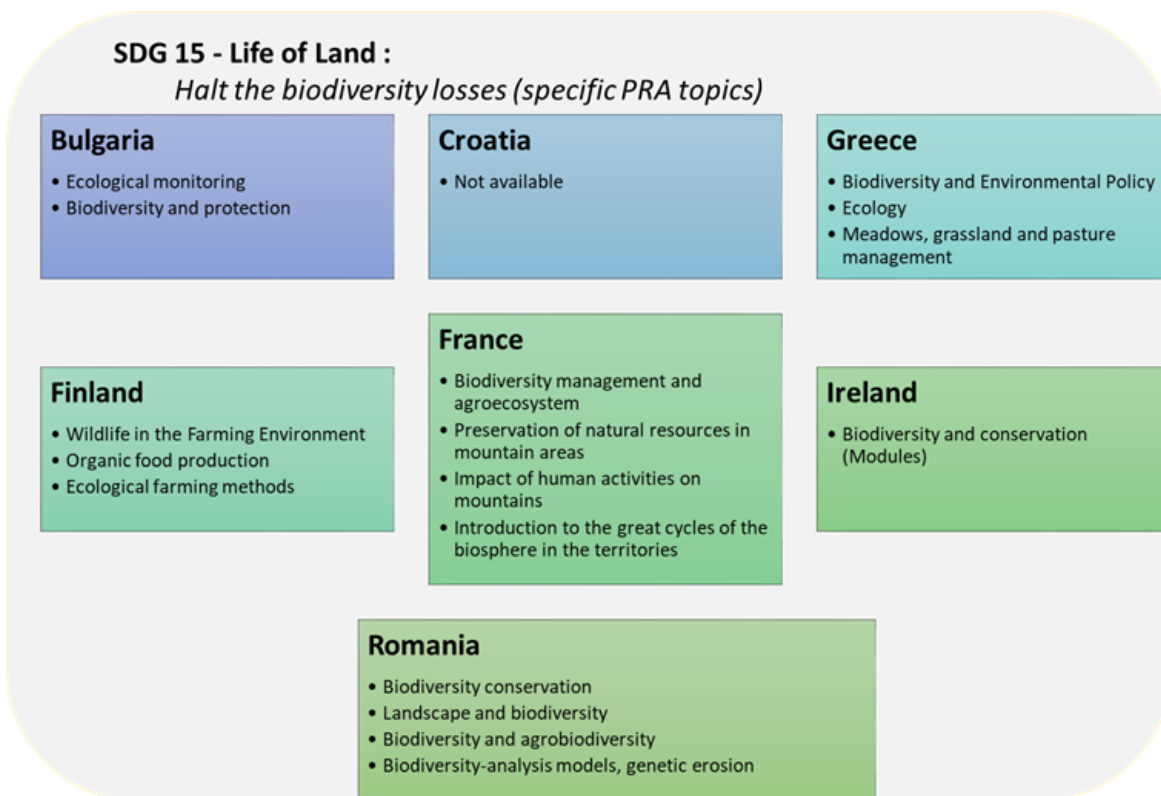 SDG 15 - Life of Land :
Halt the biodiversity losses (specific PRA topics)
Bulgaria
• Ecological monitoring
• Biodiversity and protection
Croatia
• Not available
Greece
• Biodiversity and Environmental Policy
• Ecology
• Meadows, grassland and pasture
management
Finland
• Wildlife in the Farming Environment
• Organic food production
• Ecological farming methods
France
• Biodiversity management and
agroecosystem
• Preservation of natural resources in
mountain areas
• Impact of human activities on
mountains
• Introduction to the great cycles of the
biosphere in the territories
Ireland
• Biodiversity and conservation
(Modules)
Romania
• Biodiversity conservation
• Landscape and biodiversity
• Biodiversity and agrobiodiversity
• Biodiversity-analysis models, genetic erosion